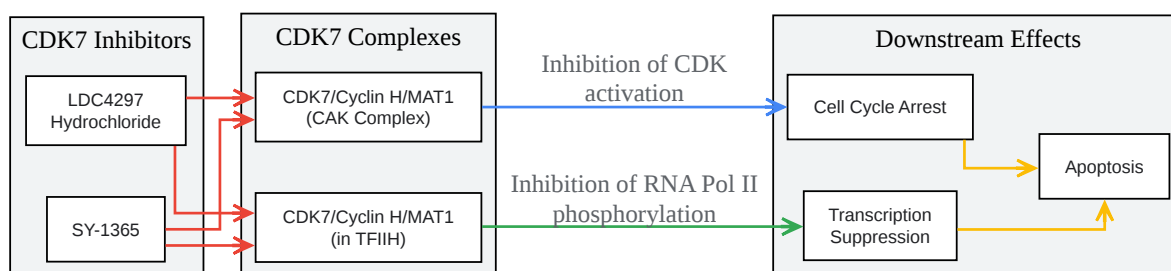 CDK7 Inhibitors
LDC4297
Hydrochloride
SY-1365
CDK7 Complexes
CDK7/Cyclin H/MAT1
(CAK Complex)
CDK7/Cyclin H/MAT1
(in TFIIH)
Inhibition of CDK
activation
Inhibition of RNA Pol II
phosphorylation
Downstream Effects
Cell Cycle Arrest
Transcription
Suppression
Apoptosis